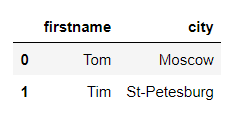 firstname city
0 Tom Moscow
1 Tim St-Petesburg